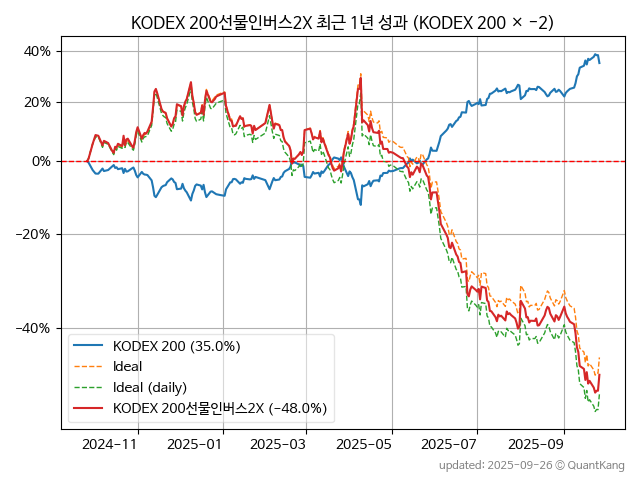 KODEX 200선물인버스2X 최근 1년 성과 (KODEX 200 × −2)
40%
20%
0%
−20%
−40%
KODEX 200 (35.0%)
Ideal
Ideal (daily)
KODEX 200선물인버스2X (−48.0%)
2024−11 2025−01 2025−03 2025−05 2025−07 2025−09
updated: 2025-09-26 © QuantKang